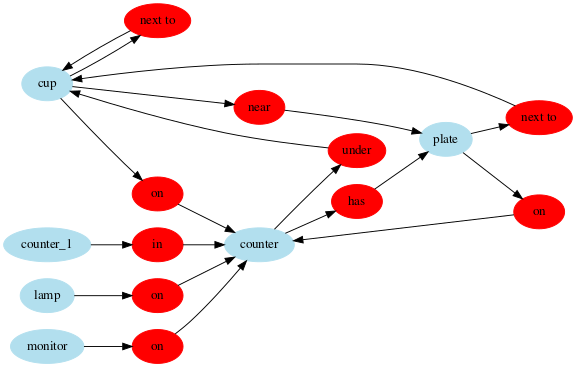 next to
cup
near
next to
plate
under
on
has
on
counter_1
in
counter
lamp
on
monitor
on